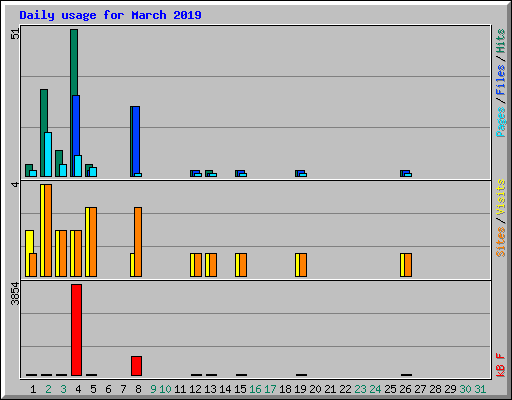 Daily usage for March 2019
51
Pages / Files / Hits
4
Sites / Visits
3854
kB F
1 2 3 4 5 6 7 8 9 10 11 12 13 14 15 16 17 18 19 20 21 22 23 24 25 26 27 28 29 30 31